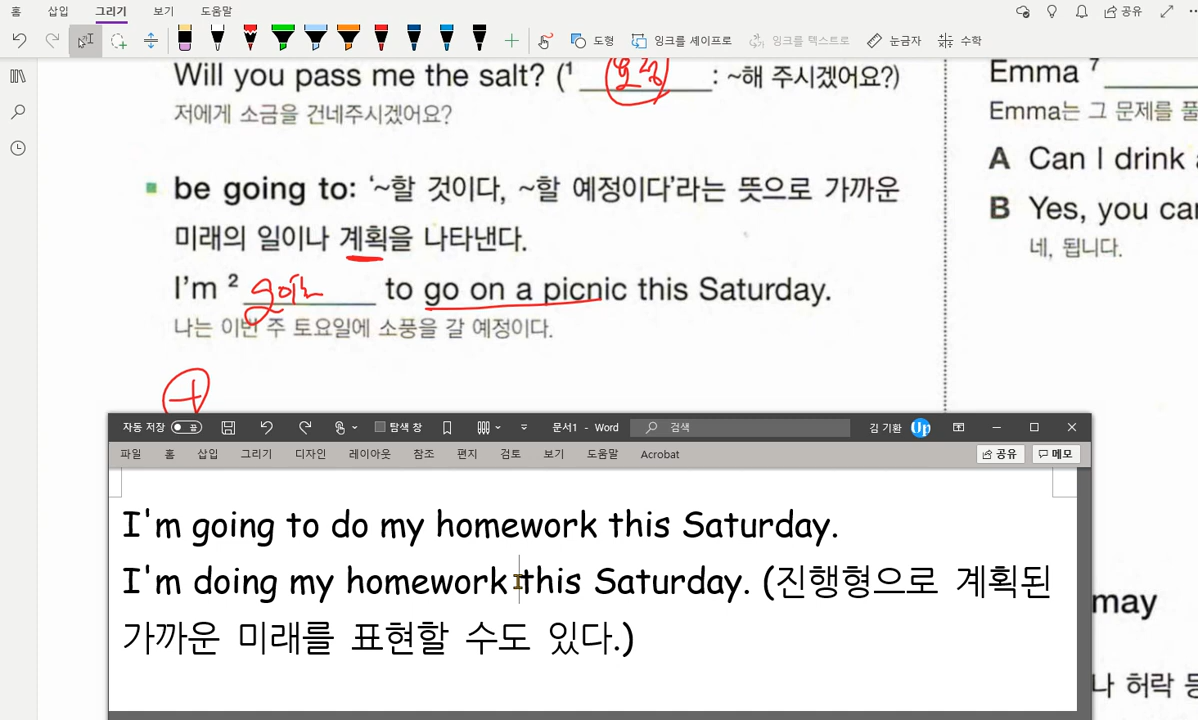 홈 삽입 그리기 보기 도움말
공유
도형 잉크를 셰이프로 잉크를 텍스트로 눈금자 수학
Will you pass me the salt? (¹ 요청 : ~해 주시겠어요?)
저에게 소금을 건네주시겠어요?
be going to: '~할 것이다, ~할 예정이다'라는 뜻으로 가까운
미래의 일이나 계획을 나타낸다.
I'm ² to go on a picnic this Saturday.
나는 이번 주 토요일에 소풍을 갈 예정이다.
+
Emma ⁷
Emma는 그 문제를 풀
A Can I drink
B Yes, you can
네, 됩니다.
may
나 허락 등
자동 저장 끔 탐색 창 문서1 - Word 검색 김 기환 Up
파일 홈 삽입 그리기 디자인 레이아웃 참조 편지 검토 보기 도움말 Acrobat 공유 메모
I'm going to do my homework this Saturday.
I'm doing my homework this Saturday. (진행형으로 계획된
가까운 미래를 표현할 수도 있다.)